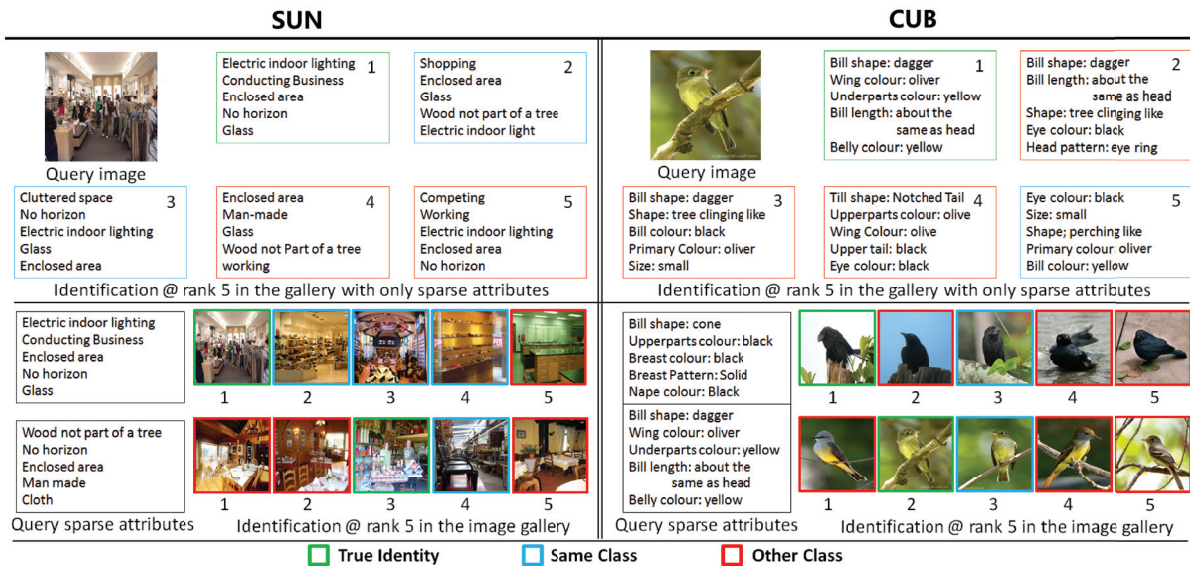 SUN
CUB
Electric indoor lighting
Conducting Business
Enclosed area
No horizon
Glass
1
Shopping
Enclosed area
Glass
Wood not part of a tree
Electric indoor light
2
Query image
Cluttered space
No horizon
Electric indoor lighting
Glass
Enclosed area
3
Enclosed area
Man-made
Glass
Wood not Part of a tree
working
4
Competing
Working
Electric indoor lighting
Enclosed area
No horizon
5
Identification @ rank 5 in the gallery with only sparse attributes
Bill shape: dagger
Wing colour: oliver
Underparts colour: yellow
Bill length: about the
same as head
Belly colour: yellow
1
Bill shape: dagger
Bill length: about the
same as head
Shape: tree clinging like
Eye colour: black
Head pattern: eye ring
2
Query image
Bill shape: dagger
Shape: tree clinging like
Bill colour: black
Primary Colour: oliver
Size: small
3
Till shape: Notched Tail
Upperparts colour: olive
Wing Colour: olive
Upper tail: black
Eye colour: black
4
Eye colour: black
Size: small
Shape; perching like
Primary colour: oliver
Bill colour: yellow
5
Identification @ rank 5 in the gallery with only sparse attributes
Electric indoor lighting
Conducting Business
Enclosed area
No horizon
Glass
1 2 3 4 5
Wood not part of a tree
No horizon
Enclosed area
Man made
Cloth
1 2 3 4 5
Query sparse attributes
Identification @ rank 5 in the image gallery
Bill shape: cone
Upperparts colour: black
Breast colour: black
Breast Pattern: Solid
Nape colour: Black
1 2 3 4 5
Bill shape: dagger
Wing colour: oliver
Underparts colour: yellow
Bill length: about the
same as head
Belly colour: yellow
1 2 3 4 5
Query sparse attributes
Identification @ rank 5 in the image gallery
True Identity
Same Class
Other Class